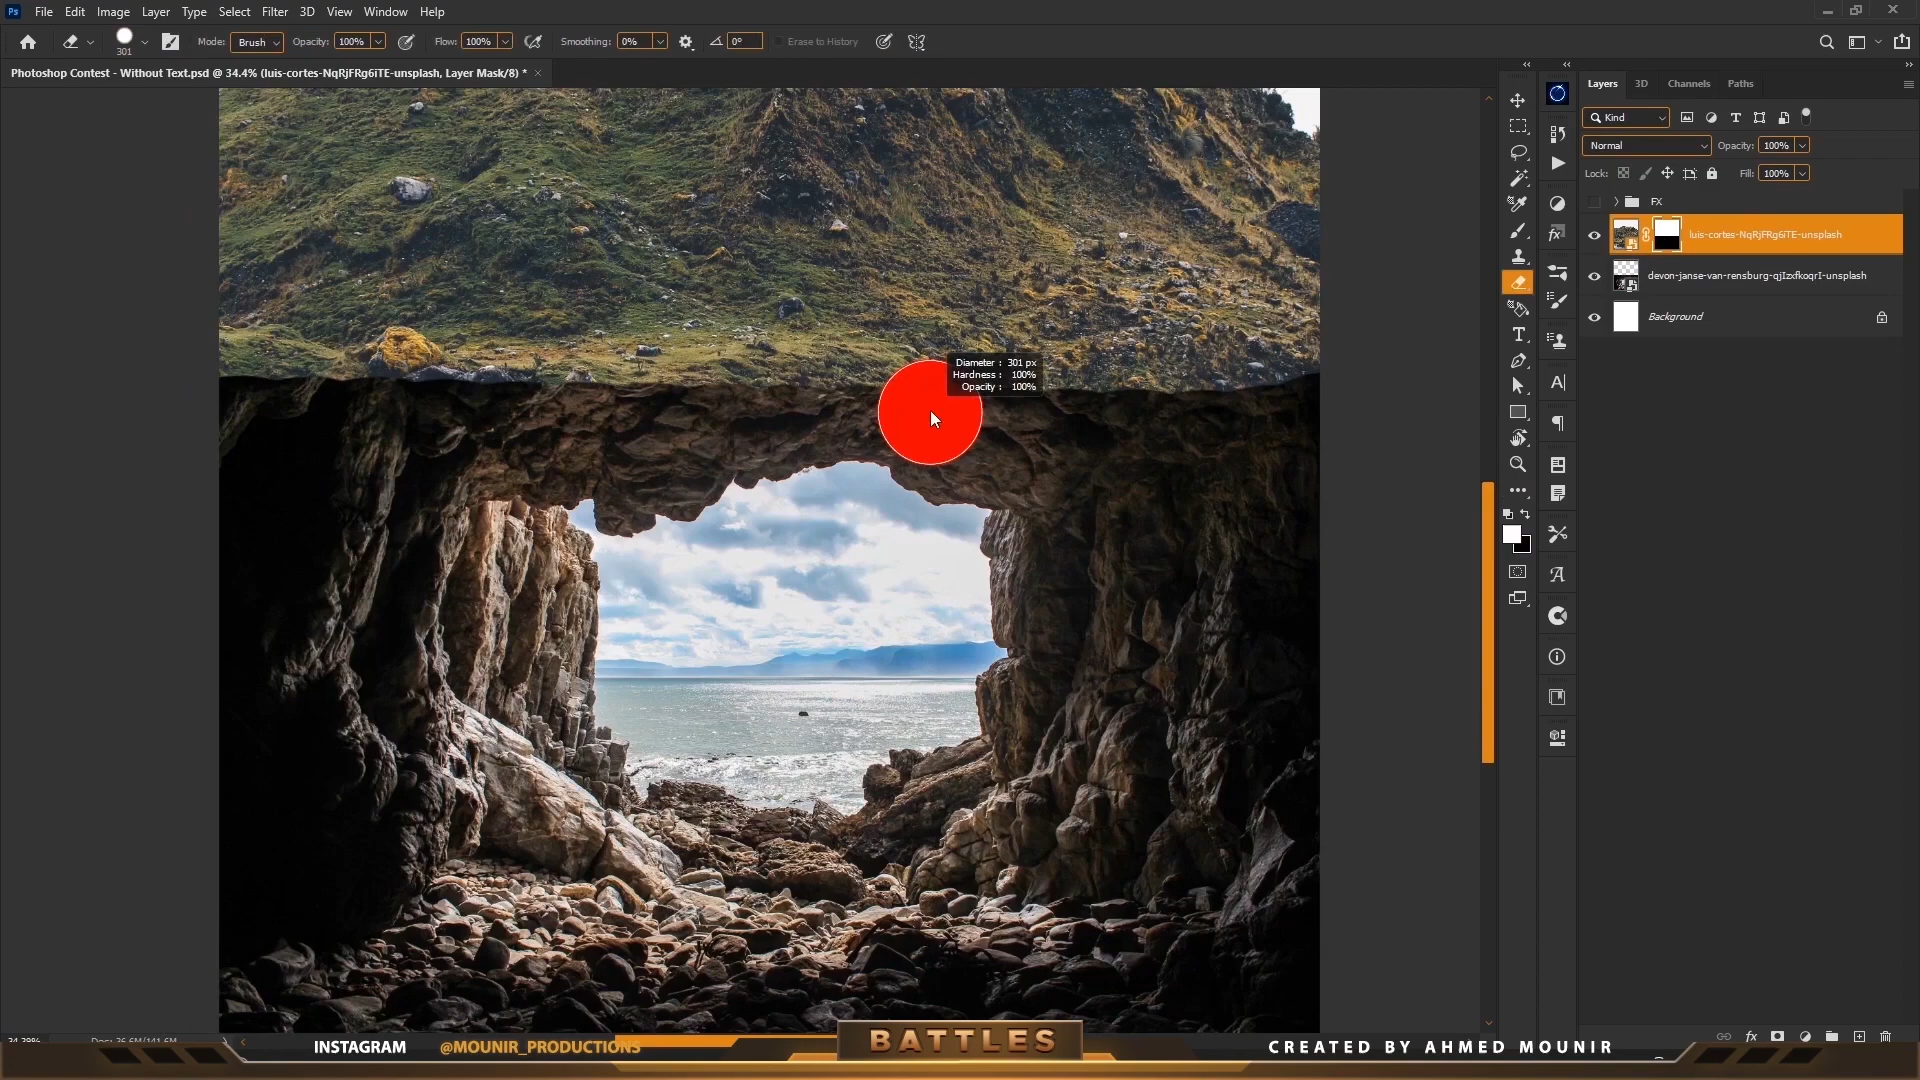 Ps File Edit Image Layer Type Select Filter 3D View Window Help
301 Mode: Brush Opacity: 100% Flow: 100% Smoothing: 0% 0° Erase to History
Photoshop Contest - Without Text.psd @ 34.4% (luis-cortes-NqRjFRg6iTE-unsplash, Layer Mask/8) * ×
Layers 3D Channels Paths
Kind
Normal Opacity: 100%
Lock: Fill: 100%
FX
luis-cortes-NqRjFRg6iTE-unsplash
devon-janse-van-rensburg-qjIzxfkoqrI-unsplash
Background
Diameter : 301 px
Hardness : 100%
Opacity : 100%
34.39% Doc: 36.6M/141.6M
INSTAGRAM @MOUNIR_PRODUCTIONS
BATTLES
CREATED BY AHMED MOUNIR